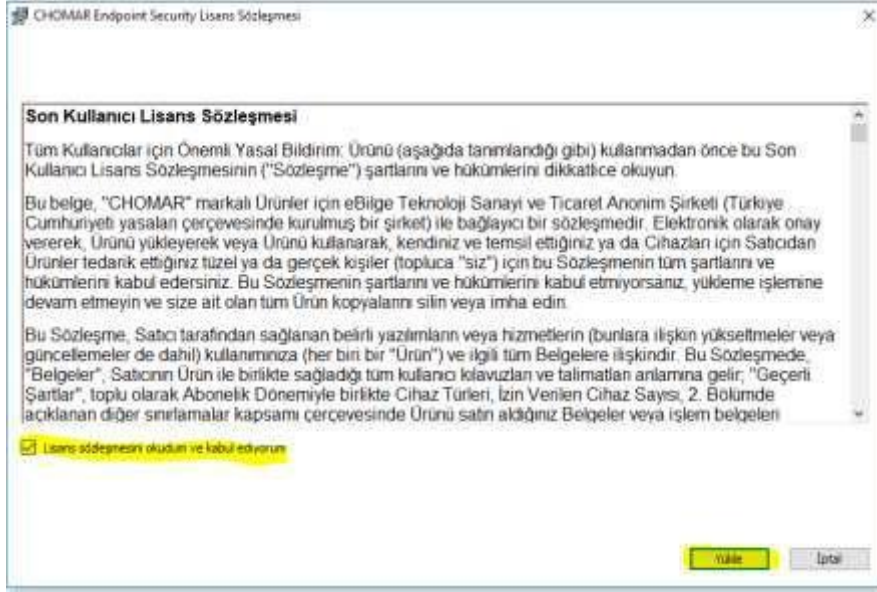 CHOMAR Endpoint Security Lisans Sözleşmesi
Son Kullanıcı Lisans Sözleşmesi
Tüm Kullanıcılar için Önemli Yasal Bildirim: Ürünü (aşağıda tanımlandığı gibi) kullanmadan önce bu Son
Kullanıcı Lisans Sözleşmesinin ("Sözleşme") şartlarını ve hükümlerini dikkatlice okuyun.
Bu belge, "CHOMAR" markalı Ürünler için eBilge Teknoloji Sanayi ve Ticaret Anonim Şirketi (Türkiye
Cumhuriyeti yasaları çerçevesinde kurulmuş bir şirket) ile bağlayıcı bir sözleşmedir. Elektronik olarak onay
vererek, Ürünü yükleyerek veya Ürünü kullanarak, kendiniz ve temsil ettiğiniz ya da Cihazları için Satıcıdan
Ürünler tedarik ettiğiniz tüzel ya da gerçek kişiler (topluca "siz") için bu Sözleşmenin tüm şartlarını ve
hükümlerini kabul edersiniz. Bu Sözleşmenin şartlarını ve hükümlerini kabul etmiyorsanız, yükleme işlemine
devam etmeyin ve size ait olan tüm Ürün kopyalarını silin veya imha edin.
Bu Sözleşme, Satıcı tarafından sağlanan belirli yazılımların veya hizmetlerin (bunlara ilişkin yükseltmeler veya
güncellemeler de dahil) kullanımınıza (her biri bir "Ürün") ve ilgili tüm Belgelere ilişkindir. Bu Sözleşmede,
"Belgeler", Satıcının Ürün ile birlikte sağladığı tüm kullanıcı kılavuzları ve talimatları anlamına gelir; "Geçerli
Şartlar", toplu olarak Abonelik Dönemiyle birlikte Cihaz Türleri, İzin Verilen Cihaz Sayısı, 2. Bölümde
açıklanan diğer sınırlamalar kapsamı çerçevesinde Ürünü satın aldığınız Belgeler veya işlem belgeleri
Lisans sözleşmesini okudum ve kabul ediyorum
Yükle
İptal